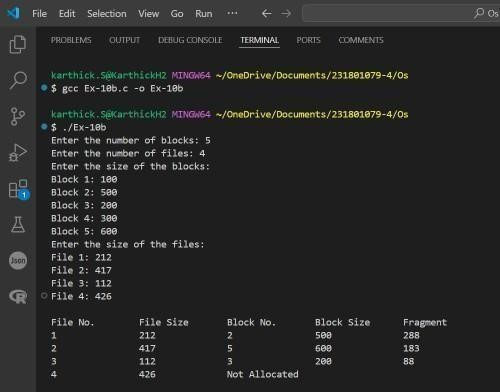 File Edit Selection View Go Run ... Os
PROBLEMS OUTPUT DEBUG CONSOLE TERMINAL PORTS COMMENTS
karthick.S@KarthickH2 MINGW64 ~/OneDrive/Documents/231801079-4/Os
$ gcc Ex-10b.c -o Ex-10b
karthick.S@KarthickH2 MINGW64 ~/OneDrive/Documents/231801079-4/Os
$ ./Ex-10b
Enter the number of blocks: 5
Enter the number of files: 4
Enter the size of the blocks:
Block 1: 100
Block 2: 500
Block 3: 200
Block 4: 300
Block 5: 600
Enter the size of the files:
File 1: 212
File 2: 417
File 3: 112
File 4: 426
File No. File Size Block No. Block Size Fragment
1 212 2 500 288
2 417 5 600 183
3 112 3 200 88
4 426 Not Allocated
1
Json
R